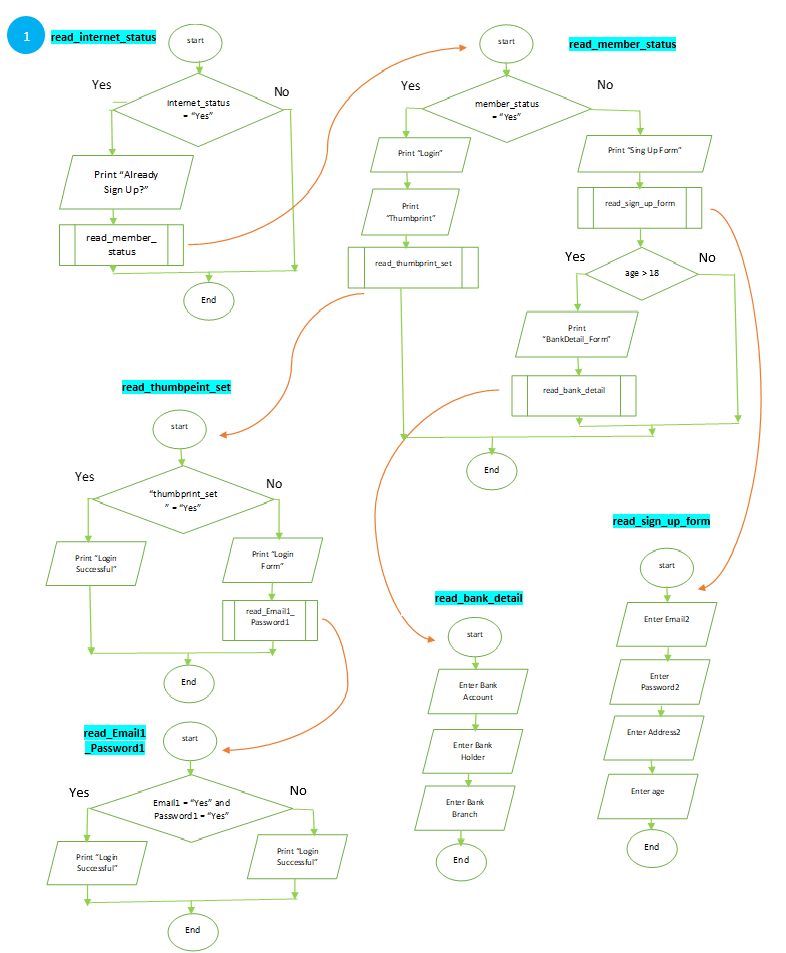 1
read_internet_status
start
Yes
No
Internet_status
= "Yes"
Print "Already
Sign Up?"
read_member_
status
End
start
read_member_status
Yes
No
member_status
= "Yes"
Print "Login"
Print
"Thumbprint"
read_thumbprint_set
Print "Sing Up Form"
read_sign_up_form
Yes
No
age > 18
Print
"BankDetail_Form"
read_bank_detail
End
read_thumbpeint_set
start
Yes
No
"thumbprint_set
" = "Yes"
Print "Login
Successful"
Print "Login
Form"
read_Email1_
Password1
End
read_Email1
_Password1
start
Yes
No
Email1 = "Yes" and
Password1 = "Yes"
Print "Login
Successful"
Print "Login
Successful"
End
read_bank_detail
start
Enter Bank
Account
Enter Bank
Holder
Enter Bank
Branch
End
read_sign_up_form
start
Enter Email2
Enter
Password2
Enter Address2
Enter age
End